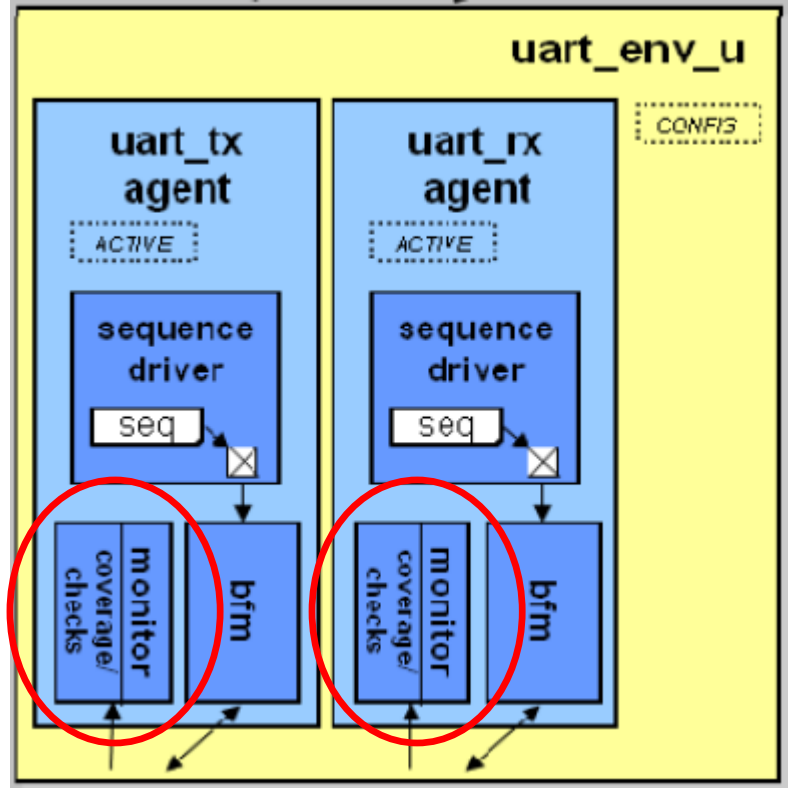 uart_env_u
CONFIG
uart_tx
agent
ACTIVE
sequence
driver
seq
monitor
coverage/
checks
bfm
uart_rx
agent
ACTIVE
sequence
driver
seq
monitor
coverage/
checks
bfm